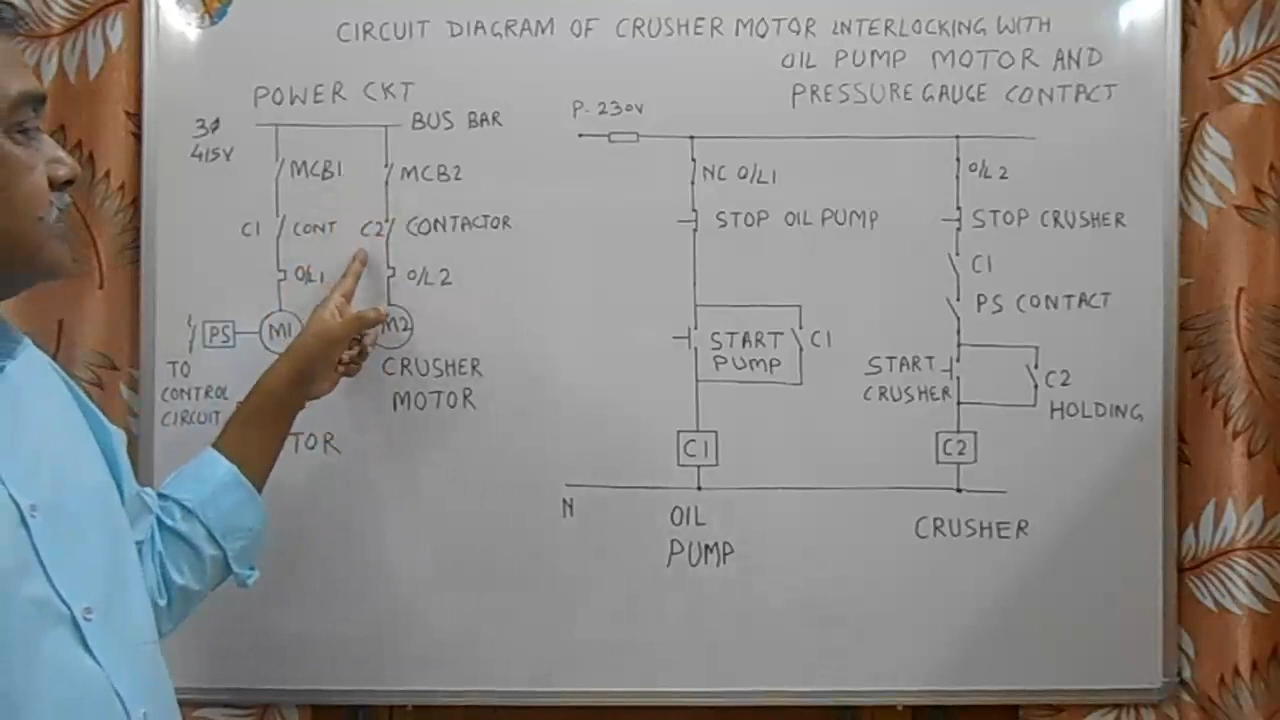 CIRCUIT DIAGRAM OF CRUSHER MOTOR INTERLOCKING WITH
OIL PUMP MOTOR AND
PRESSURE GAUGE CONTACT
POWER CKT
3Ø
415V
BUS BAR
MCB1
MCB2
C1
CONT
C2
CONTACTOR
O/L1
O/L2
PS
M1
M2
TO
CONTROL
CIRCUIT
CRUSHER
MOTOR
TOR
P-230V
NC O/L1
STOP OIL PUMP
START
PUMP
C1
C1
N
OIL
PUMP
O/L2
STOP CRUSHER
C1
PS CONTACT
START
CRUSHER
C2
HOLDING
C2
CRUSHER